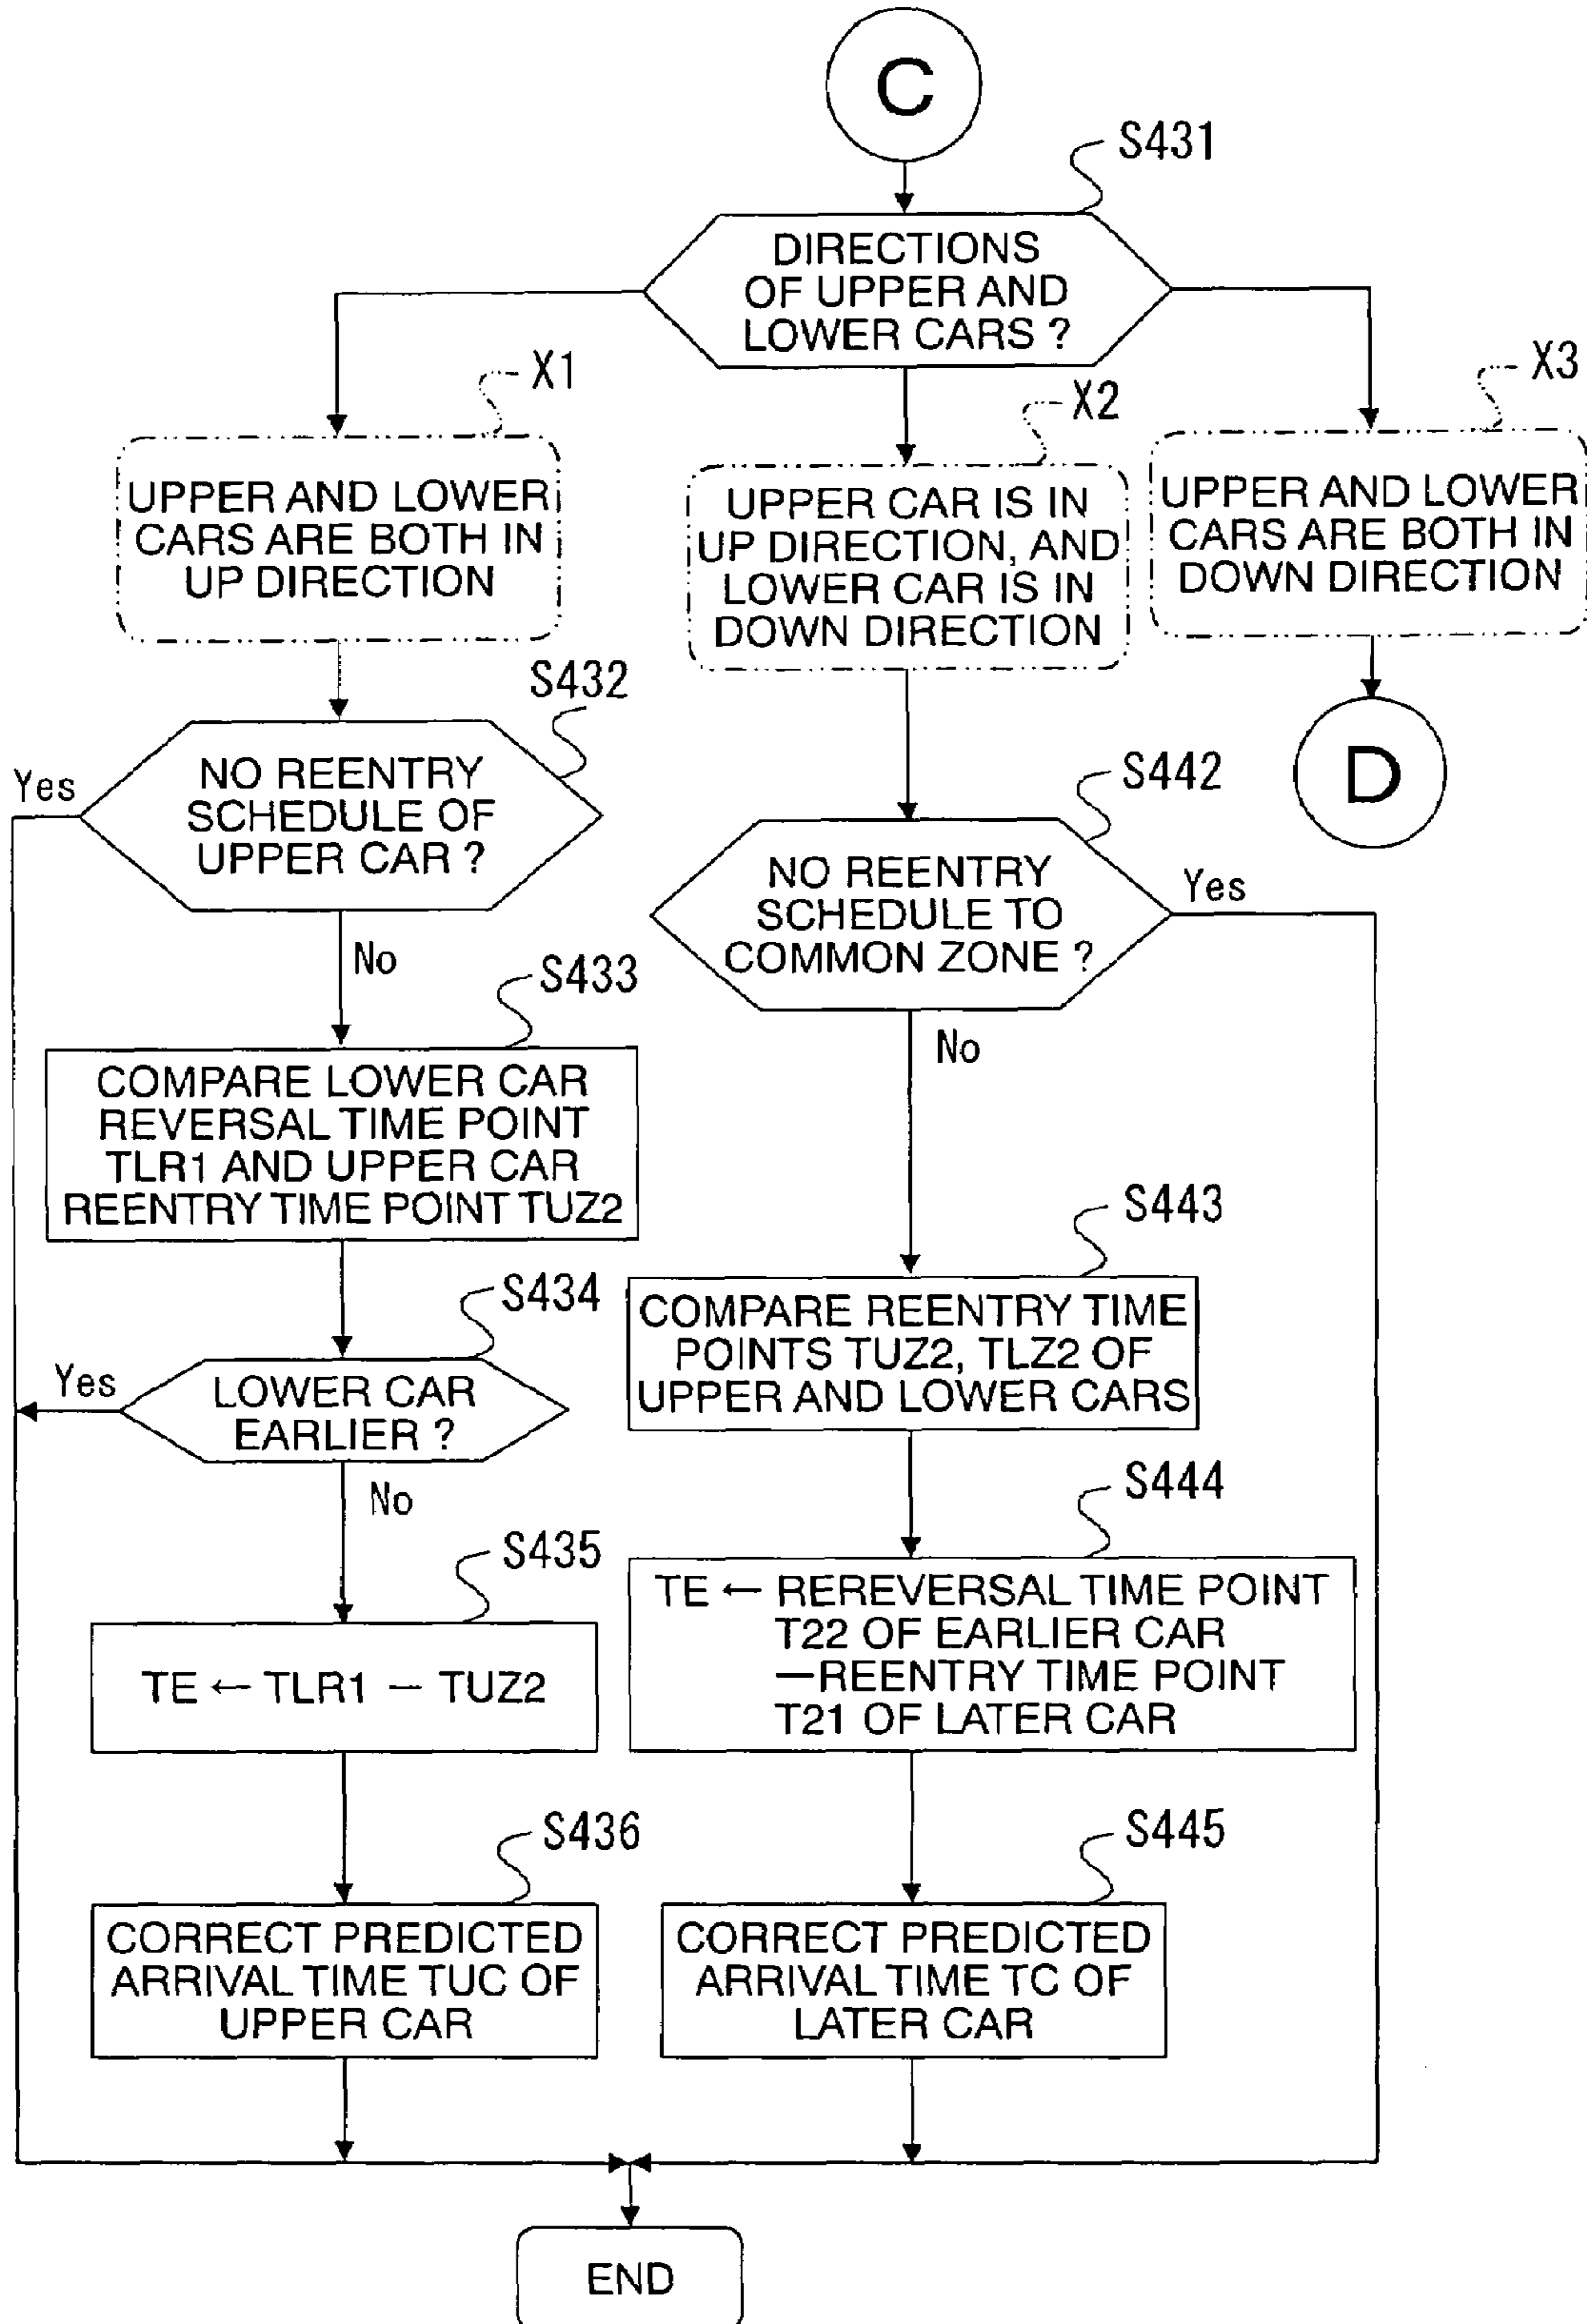 C
S431
DIRECTIONS
OF UPPER AND
LOWER CARS ?
X1
X2
X3
UPPER AND LOWER
CARS ARE BOTH IN
UP DIRECTION
UPPER CAR IS IN
UP DIRECTION, AND
LOWER CAR IS IN
DOWN DIRECTION
UPPER AND LOWER
CARS ARE BOTH IN
DOWN DIRECTION
D
S432
NO REENTRY
SCHEDULE OF
UPPER CAR ?
Yes
No
S442
NO REENTRY
SCHEDULE TO
COMMON ZONE ?
Yes
No
S433
COMPARE LOWER CAR
REVERSAL TIME POINT
TLR1 AND UPPER CAR
REENTRY TIME POINT TUZ2
S443
COMPARE REENTRY TIME
POINTS TUZ2, TLZ2 OF
UPPER AND LOWER CARS
S434
LOWER CAR
EARLIER ?
Yes
No
S444
TE ← REREVERSAL TIME POINT
T22 OF EARLIER CAR
—REENTRY TIME POINT
T21 OF LATER CAR
S435
TE ← TLR1 — TUZ2
S436
CORRECT PREDICTED
ARRIVAL TIME TUC OF
UPPER CAR
S445
CORRECT PREDICTED
ARRIVAL TIME TC OF
LATER CAR
END